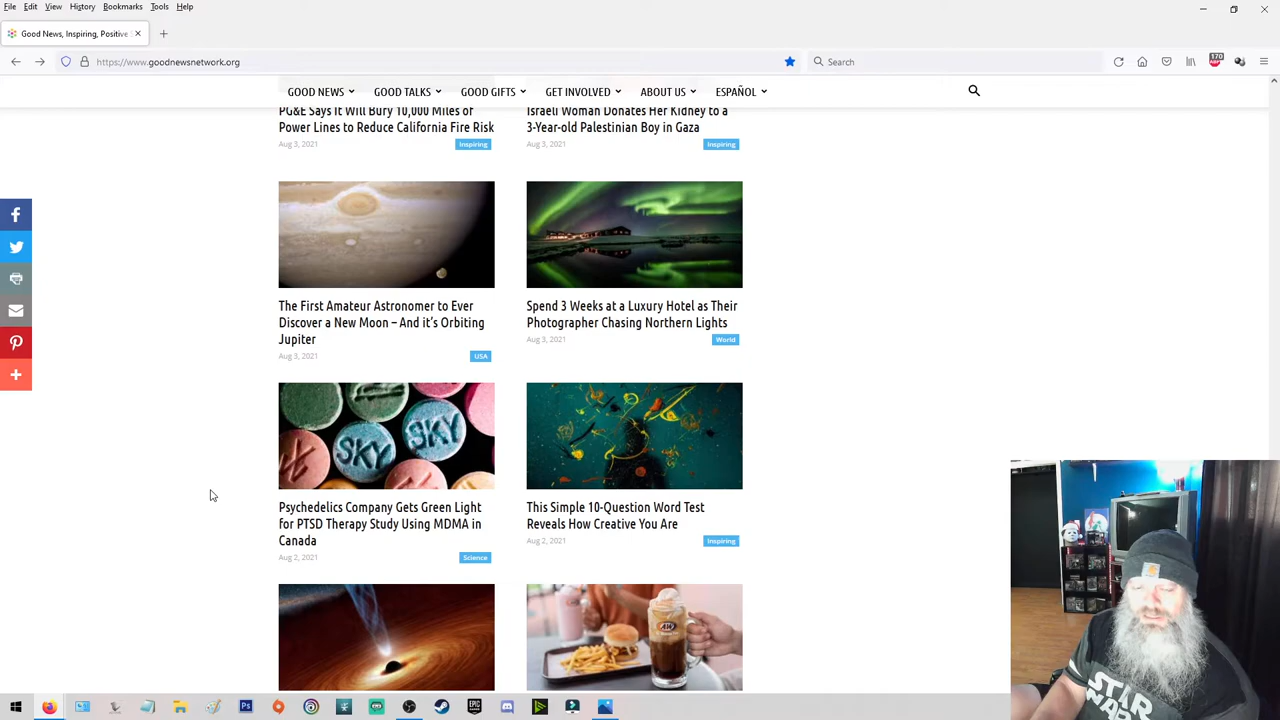 File Edit View History Bookmarks Tools Help
Good News, Inspiring, Positive
https://www.goodnewsnetwork.org
Search
170
GOOD NEWS GOOD TALKS GOOD GIFTS GET INVOLVED ABOUT US ESPAÑOL
PG&E Says It Will Bury 10,000 Miles of
Power Lines to Reduce California Fire Risk
Aug 3, 2021 Inspiring
Israeli Woman Donates Her Kidney to a
3-Year-old Palestinian Boy in Gaza
Aug 3, 2021 Inspiring
The First Amateur Astronomer to Ever
Discover a New Moon – And it's Orbiting
Jupiter
Aug 3, 2021 USA
Spend 3 Weeks at a Luxury Hotel as Their
Photographer Chasing Northern Lights
Aug 3, 2021 World
SKY SKY
Psychedelics Company Gets Green Light
for PTSD Therapy Study Using MDMA in
Canada
Aug 2, 2021 Science
This Simple 10-Question Word Test
Reveals How Creative You Are
Aug 2, 2021 Inspiring
A&W
STAR
WARS